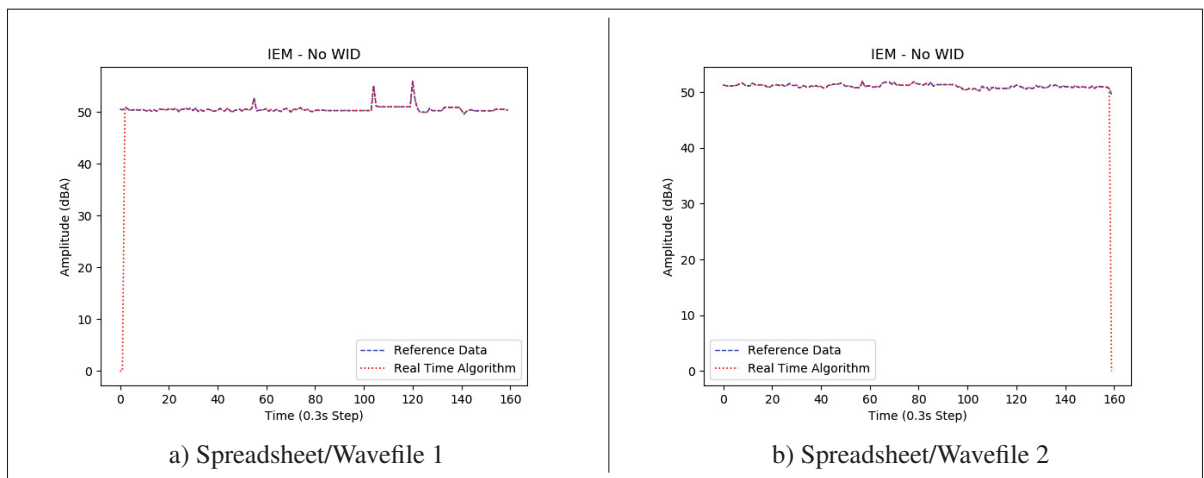 IEM - No WID
50
40
30
20
10
0
Amplitude (dBA)
0 20 40 60 80 100 120 140 160
Time (0.3s Step)
Reference Data
Real Time Algorithm
a) Spreadsheet/Wavefile 1
IEM - No WID
50
40
30
20
10
0
Amplitude (dBA)
0 20 40 60 80 100 120 140 160
Time (0.3s Step)
Reference Data
Real Time Algorithm
b) Spreadsheet/Wavefile 2